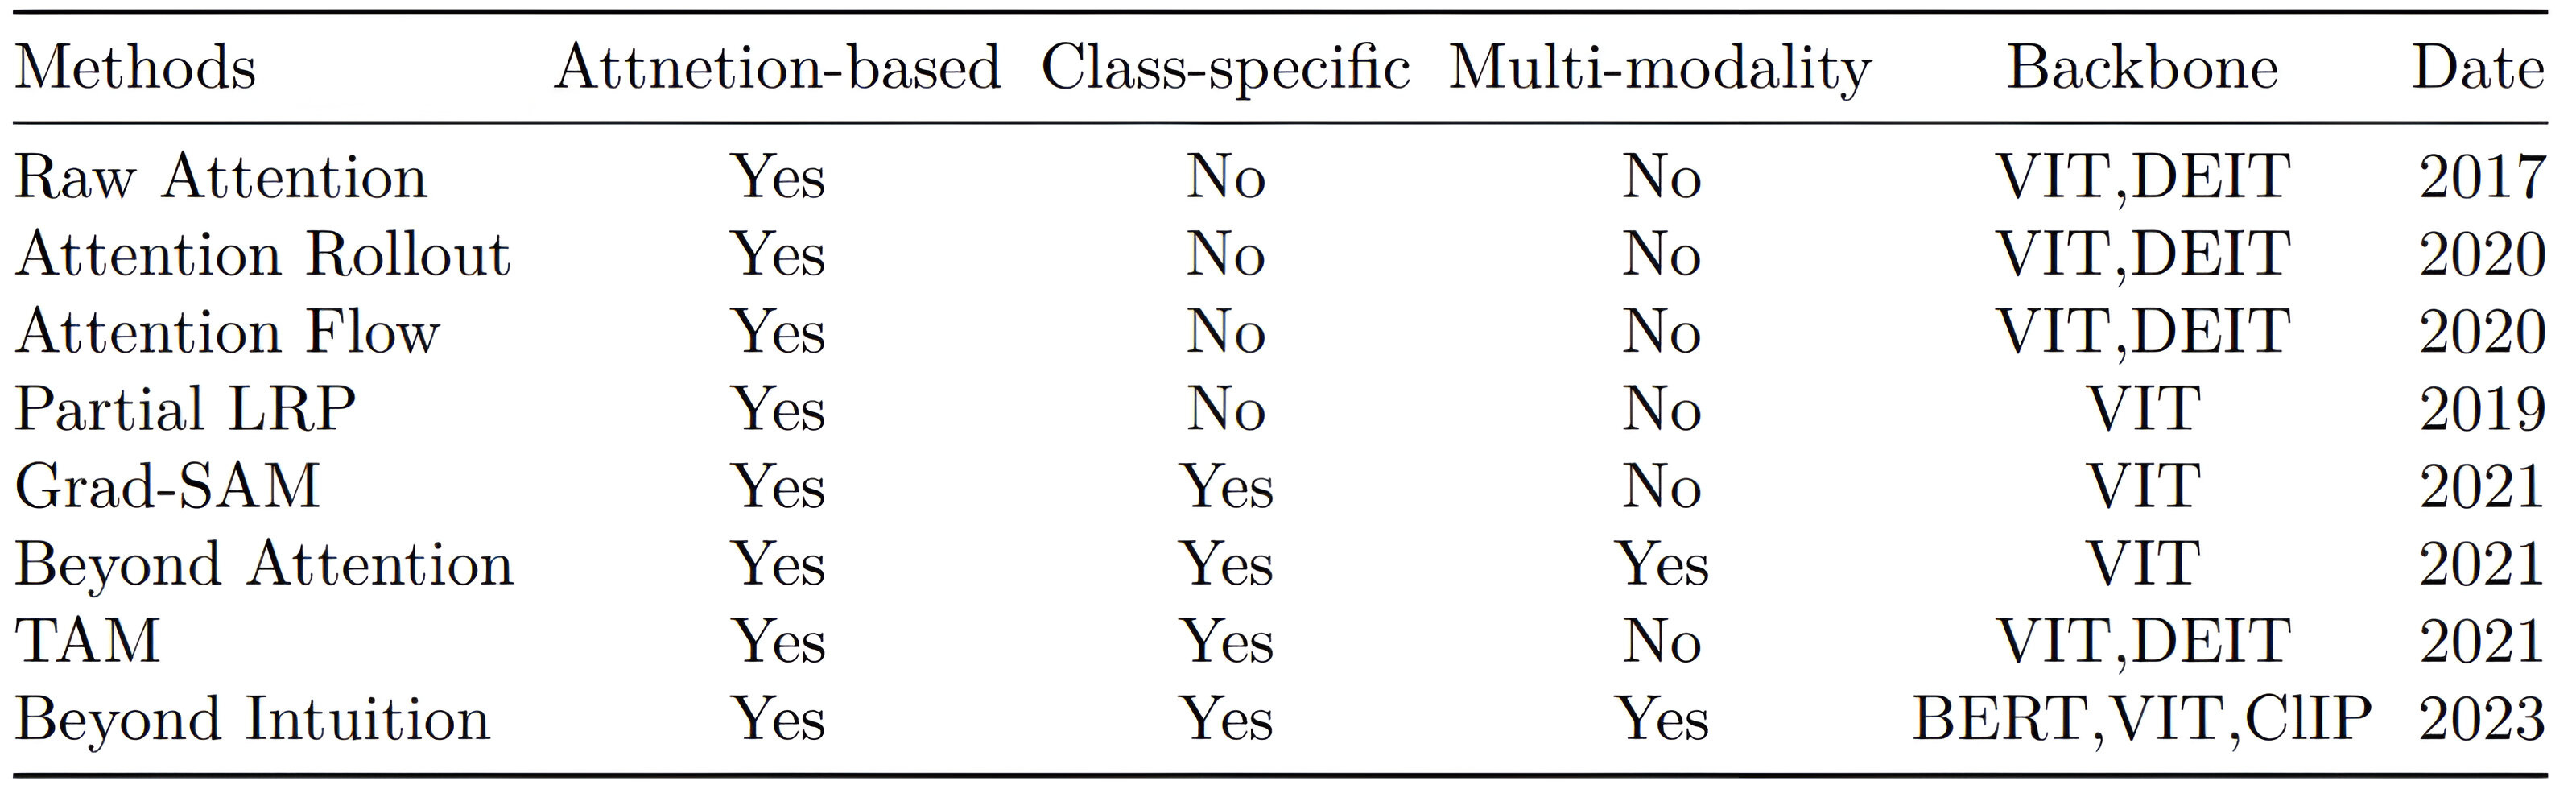 Methods Attnetion-based Class-specific Multi-modality Backbone Date
Raw Attention Yes No No VIT,DEIT 2017
Attention Rollout Yes No No VIT,DEIT 2020
Attention Flow Yes No No VIT,DEIT 2020
Partial LRP Yes No No VIT 2019
Grad-SAM Yes Yes No VIT 2021
Beyond Attention Yes Yes Yes VIT 2021
TAM Yes Yes No VIT,DEIT 2021
Beyond Intuition Yes Yes Yes BERT,VIT,ClIP 2023